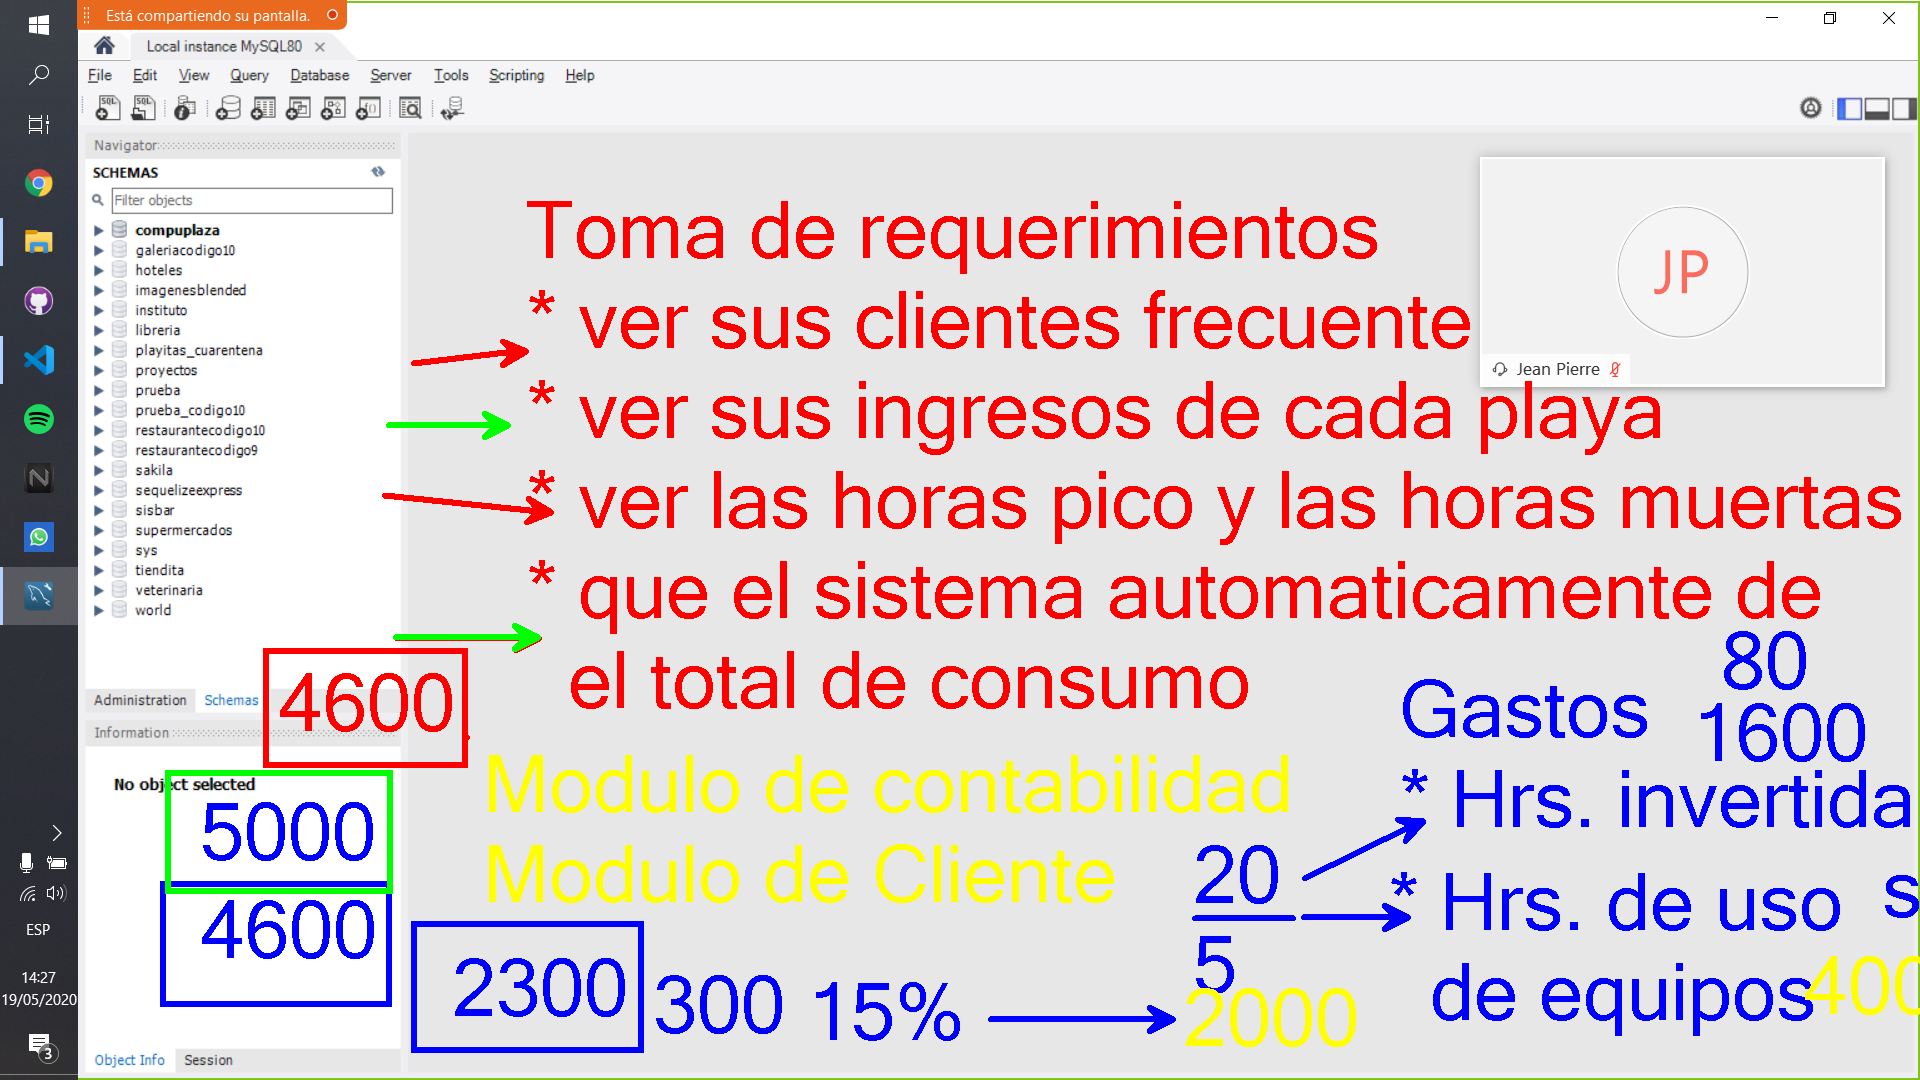 Está compartiendo su pantalla.
Local instance MySQL80
File Edit View Query Database Server Tools Scripting Help
Navigator
SCHEMAS
Filter objects
compuplaza
galeriacodigo10
hoteles
imagenesblended
instituto
libreria
playitas_cuarentena
proyectos
prueba
prueba_codigo10
restaurantecodigo10
restaurantecodigo9
sakila
sequelizeexpress
sisbar
supermercados
sys
tiendita
veterinaria
world
Administration Schemas
Information
No object selected
Object Info Session
Toma de requerimientos
* ver sus clientes frecuente
* ver sus ingresos de cada playa
* ver las horas pico y las horas muertas
* que el sistema automaticamente de
el total de consumo
JP
Jean Pierre
4600
5000
4600
2300 300 15% 2000
Modulo de contabilidad
Modulo de Cliente
20
5
Gastos 80
1600
* Hrs. invertida
* Hrs. de uso s
de equipos 400
ESP
14:27
19/05/2020
3